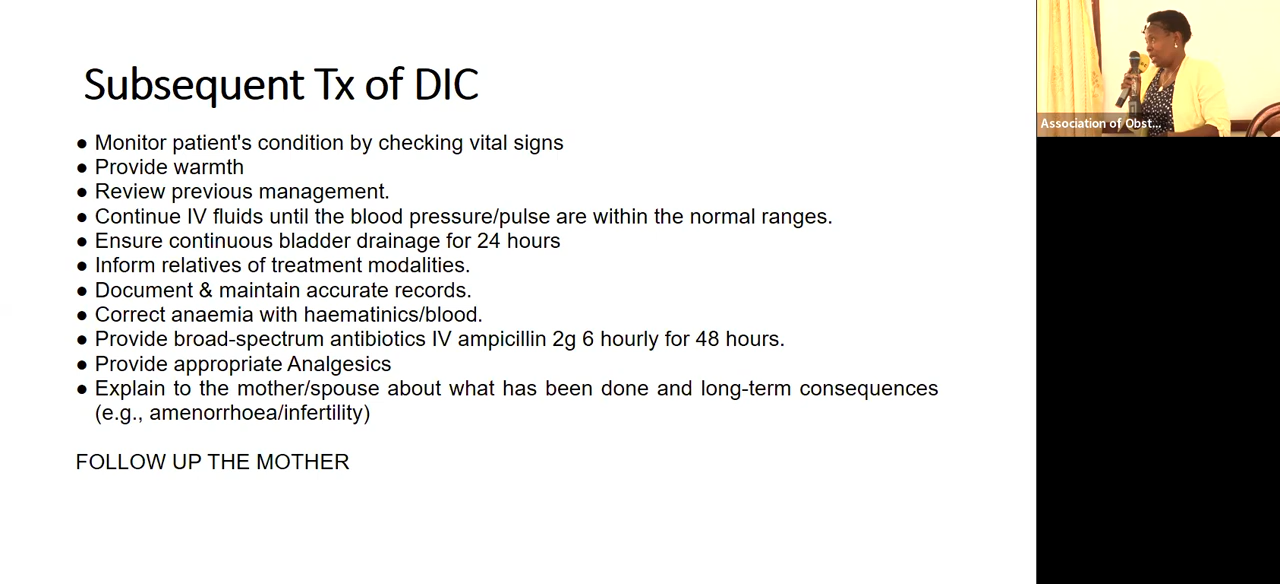 Subsequent Tx of DIC
● Monitor patient's condition by checking vital signs
● Provide warmth
● Review previous management.
● Continue IV fluids until the blood pressure/pulse are within the normal ranges.
● Ensure continuous bladder drainage for 24 hours
● Inform relatives of treatment modalities.
● Document & maintain accurate records.
● Correct anaemia with haematinics/blood.
● Provide broad-spectrum antibiotics IV ampicillin 2g 6 hourly for 48 hours.
● Provide appropriate Analgesics
● Explain to the mother/spouse about what has been done and long-term consequences
(e.g., amenorrhoea/infertility)
FOLLOW UP THE MOTHER
Association of Obst...